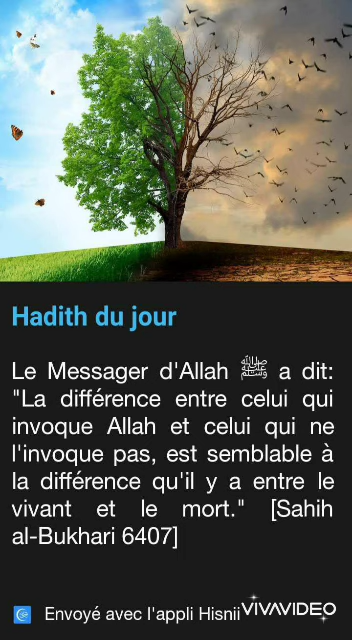 Hadith du jour
Le Messager d'Allah ﷺ a dit:
"La différence entre celui qui
invoque Allah et celui qui ne
l'invoque pas, est semblable à
la différence qu'il y a entre le
vivant et le mort." [Sahih
al-Bukhari 6407]
Envoyé avec l'appli Hisnii
VIVAVIDEO